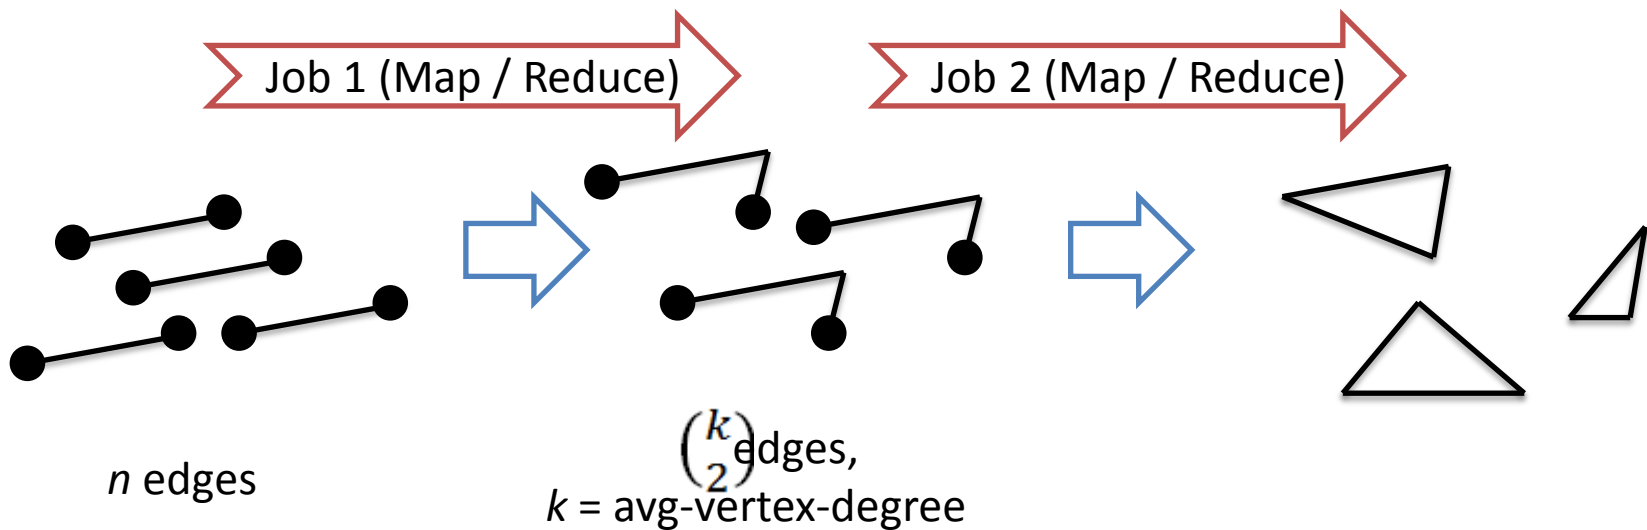 Job 1 (Map / Reduce)
Job 2 (Map / Reduce)
n edges
(k 2) edges,
k = avg-vertex-degree